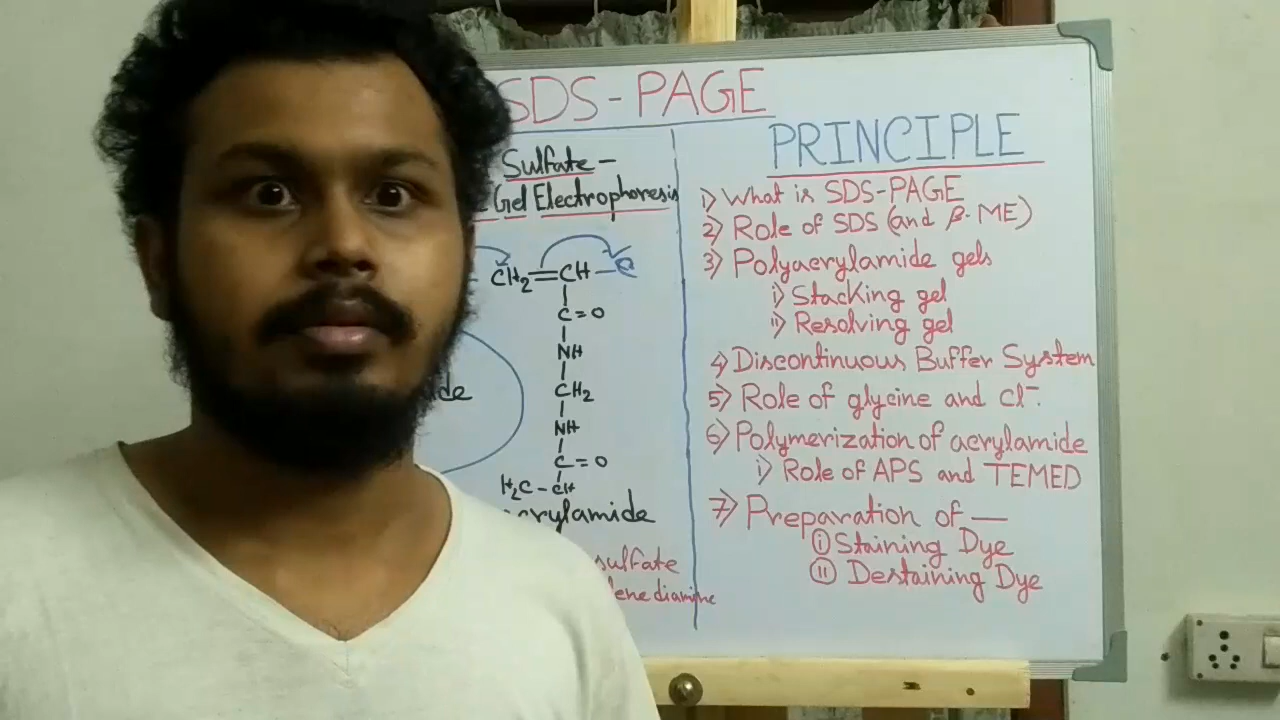 SDS-PAGE
Sulfate-
Gel Electrophoresis
CH2=CH-C
C=O
NH
CH2
NH
C=O
H2C-CH
crylamide
ide
sulfate
lene diamine
PRINCIPLE
1) What is SDS-PAGE
2) Role of SDS (and β-ME)
3) Polyacrylamide gels
i) Stacking gel
ii) Resolving gel
4) Discontinuous Buffer System
5) Role of glycine and Cl⁻.
6) Polymerization of acrylamide
i) Role of APS and TEMED
7) Preparation of —
(i) Staining Dye
(ii) Destaining Dye